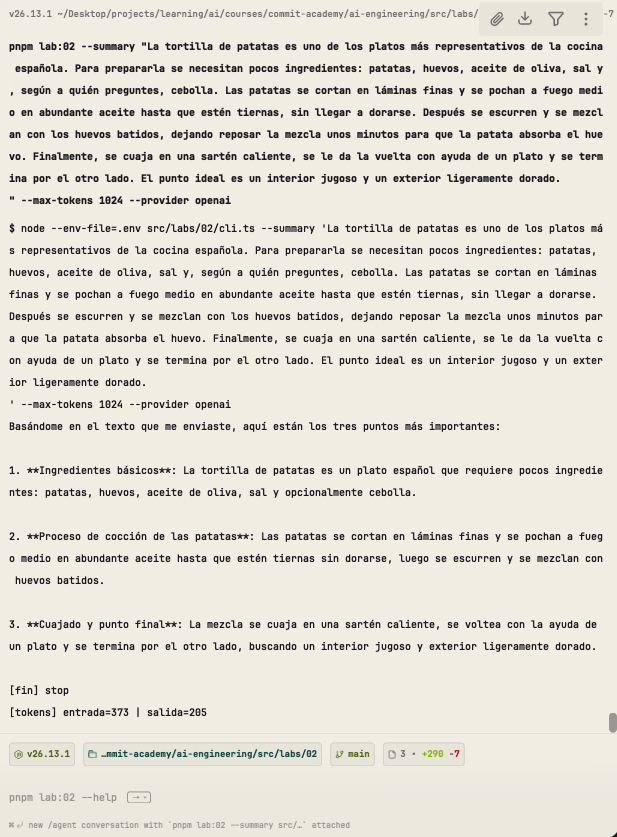 v26.13.1 ~/Desktop/projects/learning/ai/courses/commit-academy/ai-engineering/src/labs/ -7
pnpm lab:02 --summary "La tortilla de patatas es uno de los platos más representativos de la cocina
española. Para prepararla se necesitan pocos ingredientes: patatas, huevos, aceite de oliva, sal y
, según a quién preguntes, cebolla. Las patatas se cortan en láminas finas y se pochan a fuego medi
o en abundante aceite hasta que estén tiernas, sin llegar a dorarse. Después se escurren y se mezcl
an con los huevos batidos, dejando reposar la mezcla unos minutos para que la patata absorba el hue
vo. Finalmente, se cuaja en una sartén caliente, se le da la vuelta con ayuda de un plato y se term
ina por el otro lado. El punto ideal es un interior jugoso y un exterior ligeramente dorado.
" --max-tokens 1024 --provider openai
$ node --env-file=.env src/labs/02/cli.ts --summary 'La tortilla de patatas es uno de los platos má
s representativos de la cocina española. Para prepararla se necesitan pocos ingredientes: patatas,
huevos, aceite de oliva, sal y, según a quién preguntes, cebolla. Las patatas se cortan en láminas
finas y se pochan a fuego medio en abundante aceite hasta que estén tiernas, sin llegar a dorarse.
Después se escurren y se mezclan con los huevos batidos, dejando reposar la mezcla unos minutos par
a que la patata absorba el huevo. Finalmente, se cuaja en una sartén caliente, se le da la vuelta c
on ayuda de un plato y se termina por el otro lado. El punto ideal es un interior jugoso y un exter
ior ligeramente dorado.
' --max-tokens 1024 --provider openai
Basándome en el texto que me enviaste, aquí están los tres puntos más importantes:
1. **Ingredientes básicos**: La tortilla de patatas es un plato español que requiere pocos ingredie
ntes: patatas, huevos, aceite de oliva, sal y opcionalmente cebolla.
2. **Proceso de cocción de las patatas**: Las patatas se cortan en láminas finas y se pochan a fueg
o medio en abundante aceite hasta que estén tiernas sin dorarse, luego se escurren y se mezclan con
huevos batidos.
3. **Cuajado y punto final**: La mezcla se cuaja en una sartén caliente, se voltea con la ayuda de
un plato y se termina por el otro lado, buscando un interior jugoso y exterior ligeramente dorado.
[fin] stop
[tokens] entrada=373 | salida=205
v26.13.1 …mmit-academy/ai-engineering/src/labs/02 main 3 • +290 -7
pnpm lab:02 --help
new /agent conversation with `pnpm lab:02 --summary src/…` attached